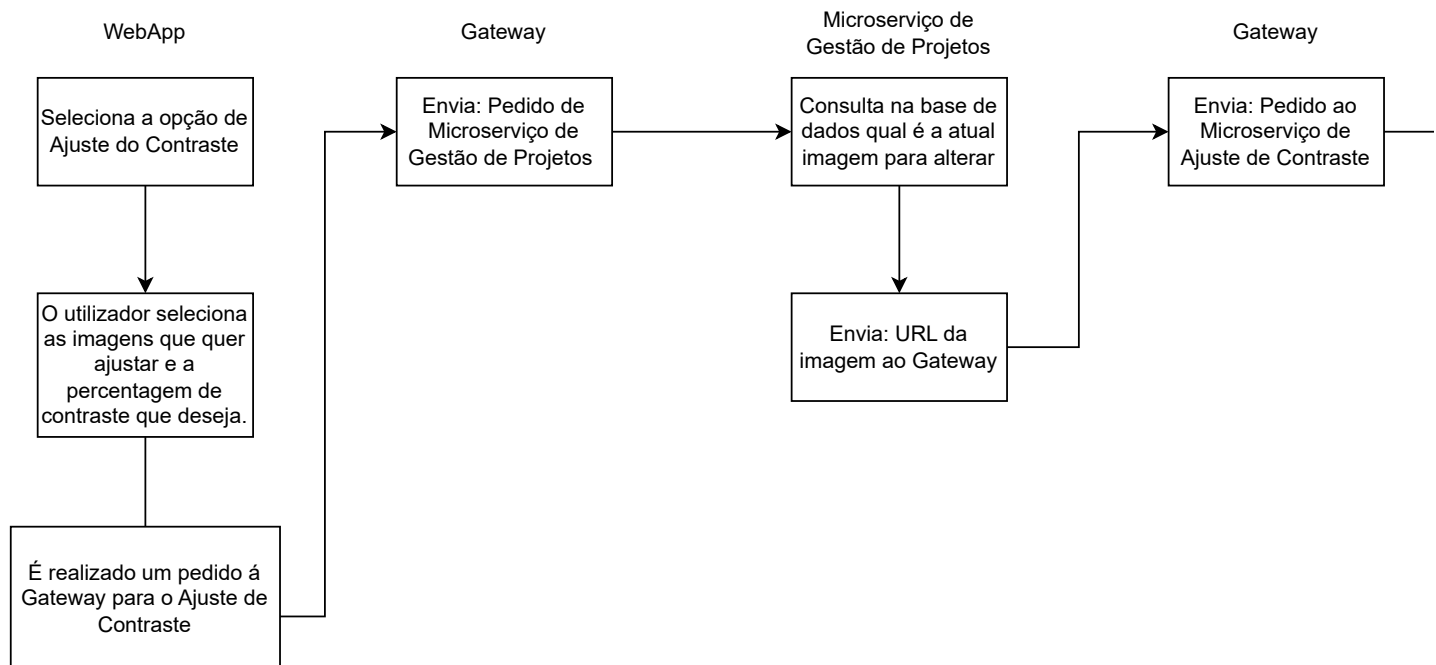 WebApp
Seleciona a opção de
Ajuste do Contraste
O utilizador seleciona
as imagens que quer
ajustar e a
percentagem de
contraste que deseja.
É realizado um pedido á
Gateway para o Ajuste de
Contraste
Gateway
Envia: Pedido de
Microserviço de
Gestão de Projetos
Microserviço de
Gestão de Projetos
Consulta na base de
dados qual é a atual
imagem para alterar
Envia: URL da
imagem ao Gateway
Gateway
Envia: Pedido ao
Microserviço de
Ajuste de Contraste